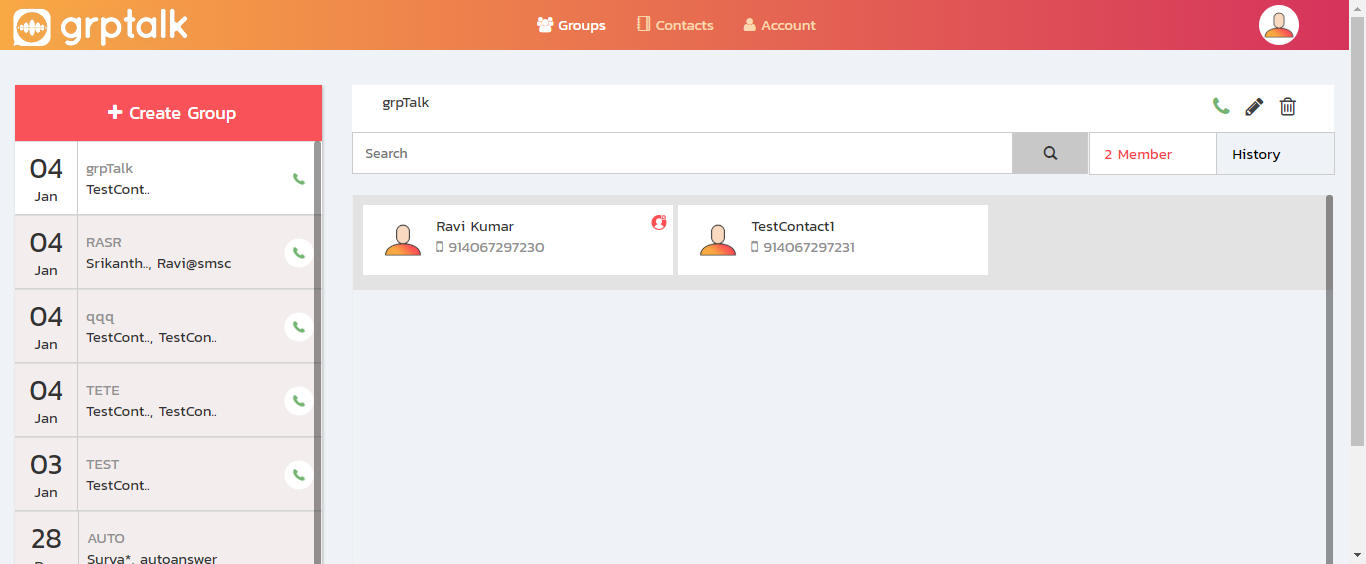 grptalk
Groups
Contacts
Account
Create Group
04
Jan
grpTalk
TestCont..
04
Jan
RASR
Srikanth.., Ravi@smsc
04
Jan
qqq
TestCont.., TestCon..
04
Jan
TETE
TestCont.., TestCon..
03
Jan
TEST
TestCont..
28
AUTO
Surya*, autoanswer
grpTalk
Search
2 Member
History
Ravi Kumar
914067297230
TestContact1
914067297231